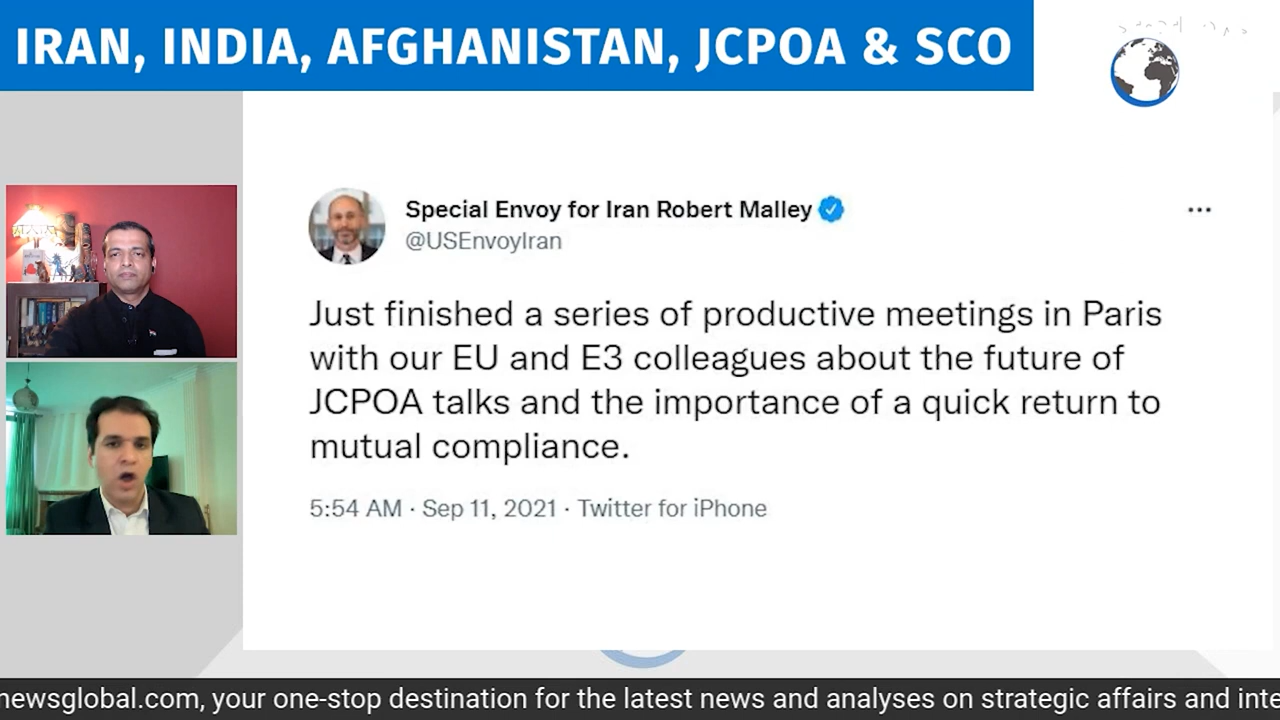 IRAN, INDIA, AFGHANISTAN, JCPOA & SCO
Special Envoy for Iran Robert Malley
@USEnvoyIran
Just finished a series of productive meetings in Paris
with our EU and E3 colleagues about the future of
JCPOA talks and the importance of a quick return to
mutual compliance.
5:54 AM · Sep 11, 2021 · Twitter for iPhone
newsglobal.com, your one-stop destination for the latest news and analyses on strategic affairs and inte